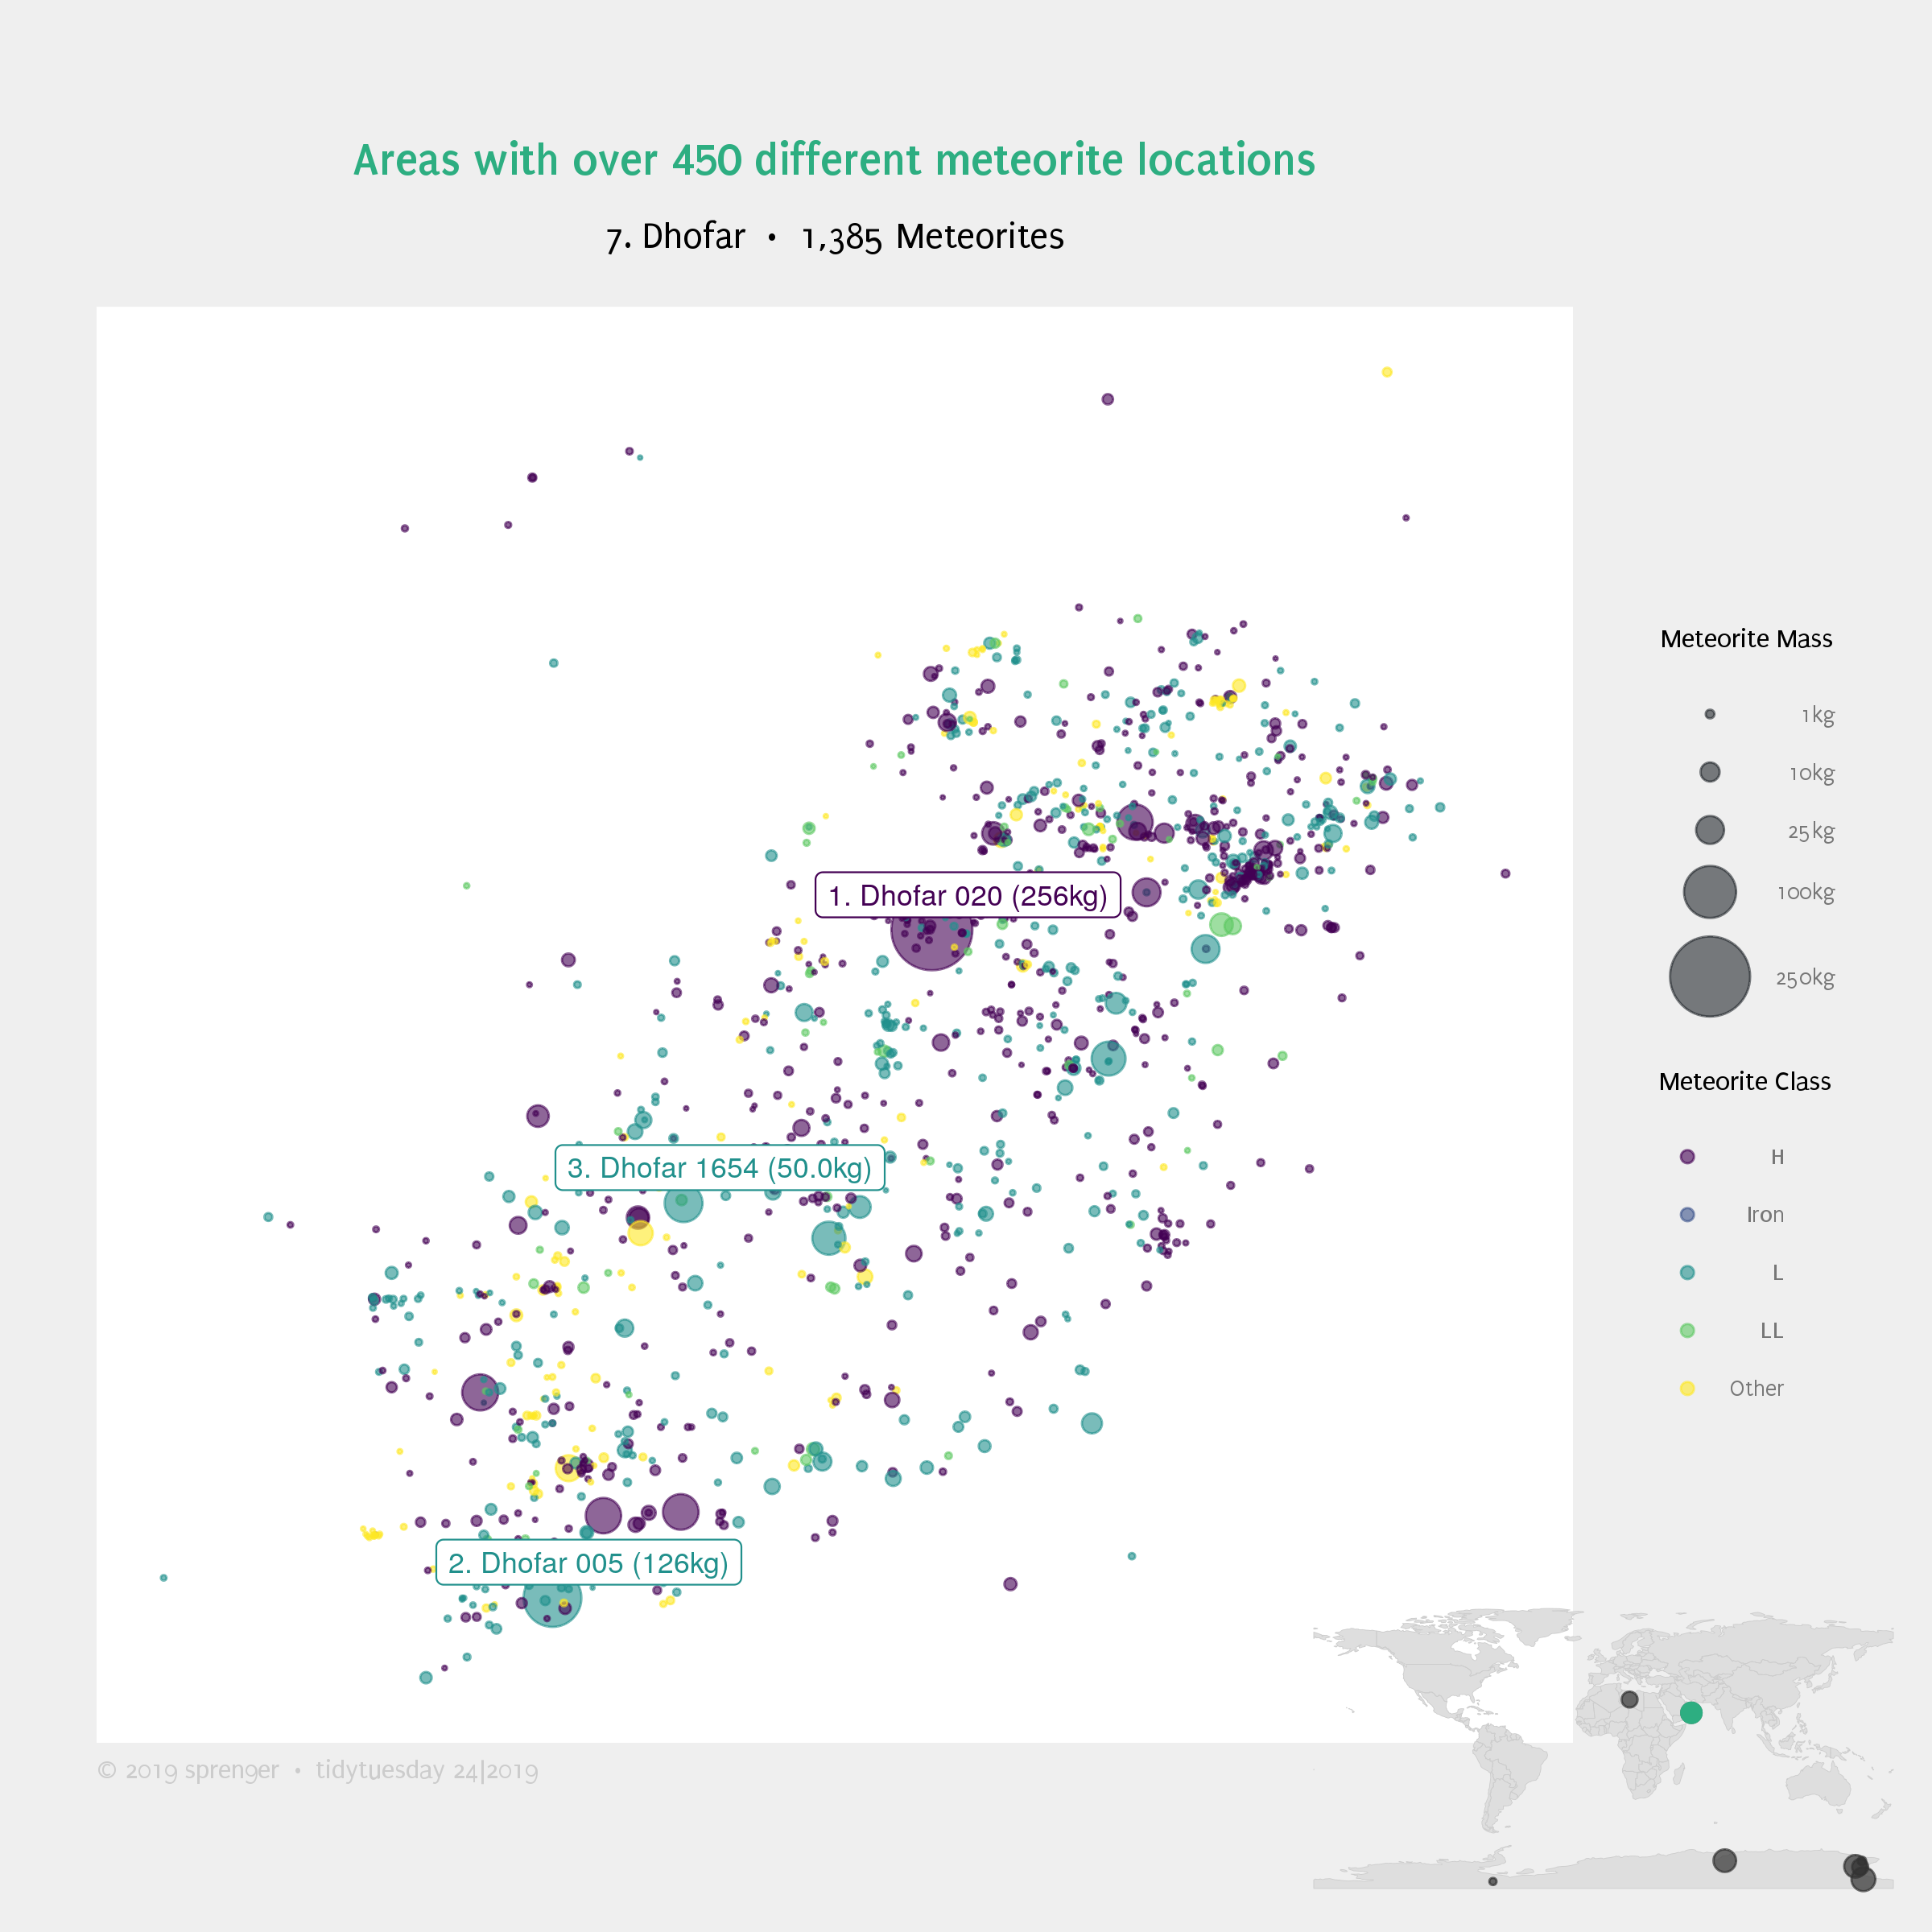 Areas with over 450 different meteorite locations
7. Dhofar • 1,385 Meteorites
Meteorite Mass
1kg
10kg
25kg
100kg
250kg
1. Dhofar 020 (256kg)
Meteorite Class
H
Iron
L
LL
Other
3. Dhofar 1654 (50.0kg)
2. Dhofar 005 (126kg)
© 2019 sprenger • tidytuesday 24|2019